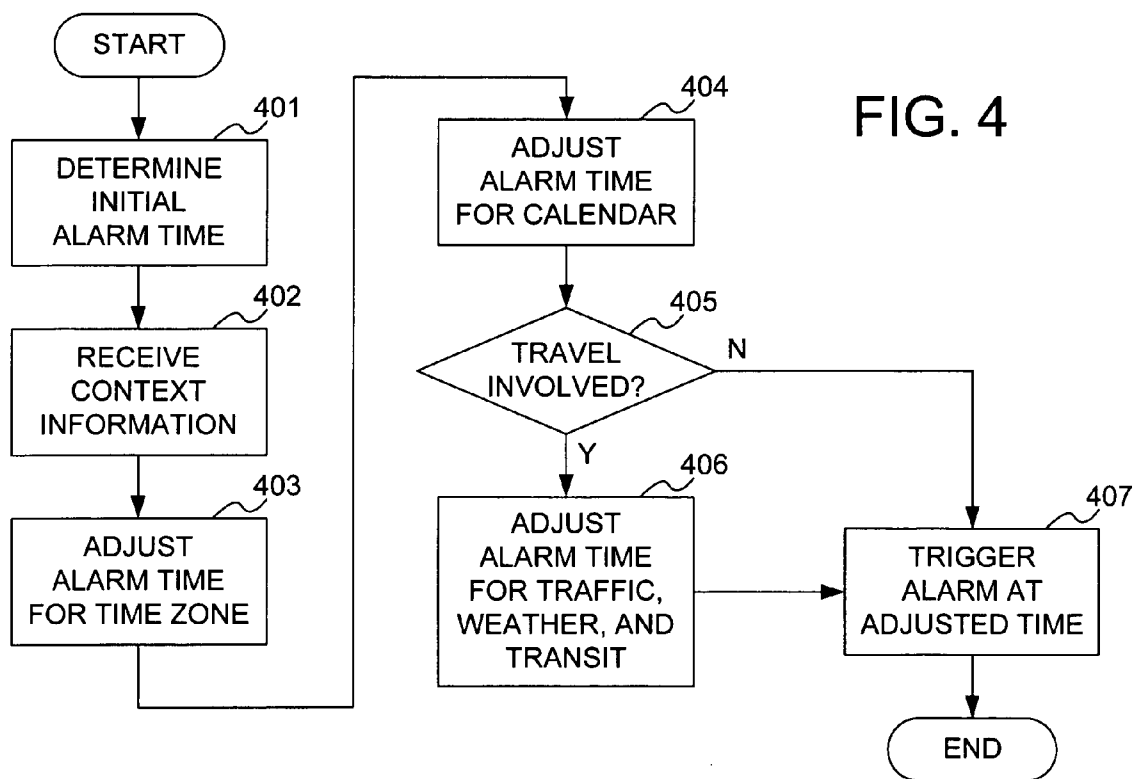 START
401
DETERMINE
INITIAL
ALARM TIME
402
RECEIVE
CONTEXT
INFORMATION
403
ADJUST
ALARM TIME
FOR TIME ZONE
404
ADJUST
ALARM TIME
FOR CALENDAR
FIG. 4
405
TRAVEL
INVOLVED?
N
Y
406
ADJUST
ALARM TIME
FOR TRAFFIC,
WEATHER, AND
TRANSIT
407
TRIGGER
ALARM AT
ADJUSTED TIME
END